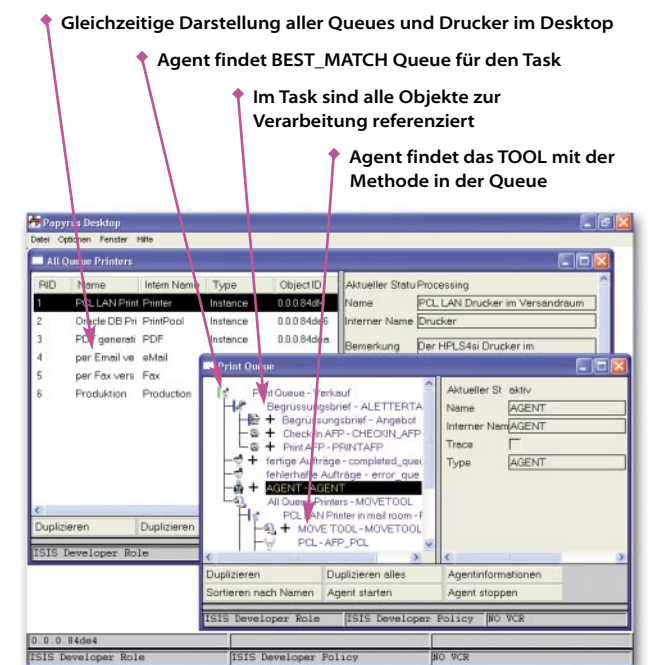 Gleichzeitige Darstellung aller Queues und Drucker im Desktop
Agent findet BEST_MATCH Queue für den Task
Im Task sind alle Objekte zur
Verarbeitung referenziert
Agent findet das TOOL mit der
Methode in der Queue
Papyrus Desktop
Datei Optionen Fenster Hilfe
All Queue Printers
RID Name Intern Name Type Object ID
1 PCL LAN Print Printer Instance 0.0.0.84df4
2 Oracle DB Pri PrintPool Instance 0.0.0.84de6
3 PDF generati PDF Instance 0.0.0.84dea
4 per Email ve eMail
5 per Fax vers Fax
6 Produktion Production
Aktueller Statu Processing
Name PCL LAN Drucker im Versandraum
Interner Name Drucker
Bemerkung Der HPLS4si Drucker im
Duplizieren Duplizieren
ISIS Developer Role
Print Queue
Print Queue - Verkauf
Begrüssungsbrief - ALETTERTA
Begrüssungsbrief - Angebot
Check In AFP - CHECKIN_AFP
Print AFP - PRINTAFP
fertige Aufträge - completed_queu
fehlerhafte Aufträge - error_que
AGENT - AGENT
All Queue Printers - MOVETOOL
PCL LAN Printer in mail room - F
MOVE TOOL - MOVETOOL
PCL - AFP_PCL
Aktueller St aktiv
Name AGENT
Interner Nam AGENT
Trace
Type AGENT
Duplizieren Duplizieren alles Agentinformationen
Sortieren nach Namen Agent starten Agent stoppen
ISIS Developer Role ISIS Developer Policy NO VCR
0.0.0.84de4
ISIS Developer Role ISIS Developer Policy NO VCR